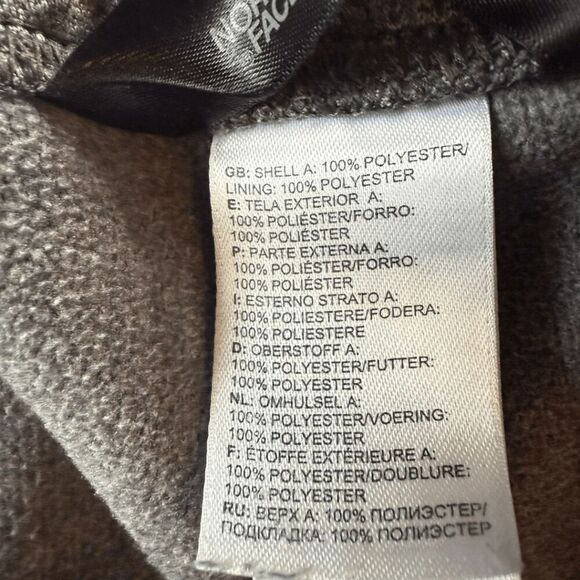 NORTH
FACE
GB: SHELL A: 100% POLYESTER/
LINING: 100% POLYESTER
E: TELA EXTERIOR A:
100% POLIÉSTER/FORRO:
100% POLIÉSTER
P: PARTE EXTERNA A:
100% POLIÉSTER/FORRO:
100% POLIÉSTER
I: ESTERNO STRATO A:
100% POLIESTERE/FODERA:
100% POLIESTERE
D: OBERSTOFF A:
100% POLYESTER/FUTTER:
100% POLYESTER
NL: OMHULSEL A:
100% POLYESTER/VOERING:
100% POLYESTER
F: ÉTOFFE EXTÉRIEURE A:
100% POLYESTER/DOUBLURE:
100% POLYESTER
RU: ВЕРХ А: 100% ПОЛИЭСТЕР/
ПОДКЛАДКА: 100% ПОЛИЭСТЕР